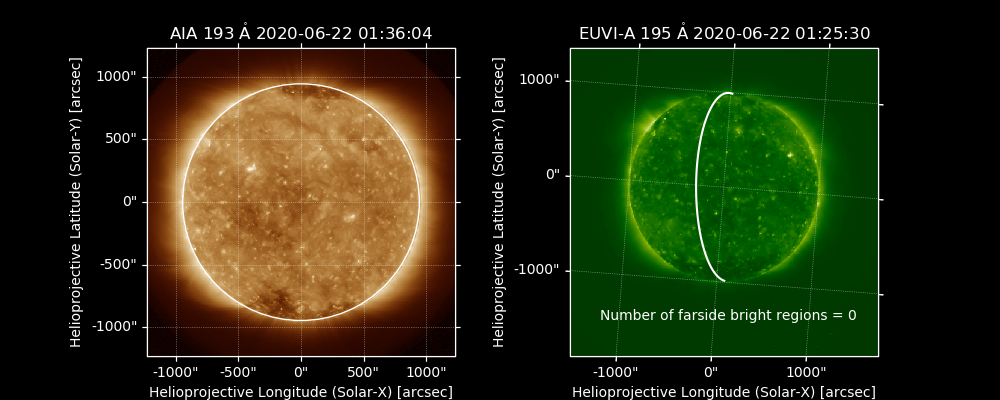 AIA 193 Å 2020-06-22 01:36:04
1000"
500"
0"
-500"
-1000"
-1000" -500" 0" 500" 1000"
Helioprojective Longitude (Solar-X) [arcsec]
Helioprojective Latitude (Solar-Y) [arcsec]
EUVI-A 195 Å 2020-06-22 01:25:30
1000"
0"
-1000"
Number of farside bright regions = 0
-1000" 0" 1000"
Helioprojective Longitude (Solar-X) [arcsec]
Helioprojective Latitude (Solar-Y) [arcsec]